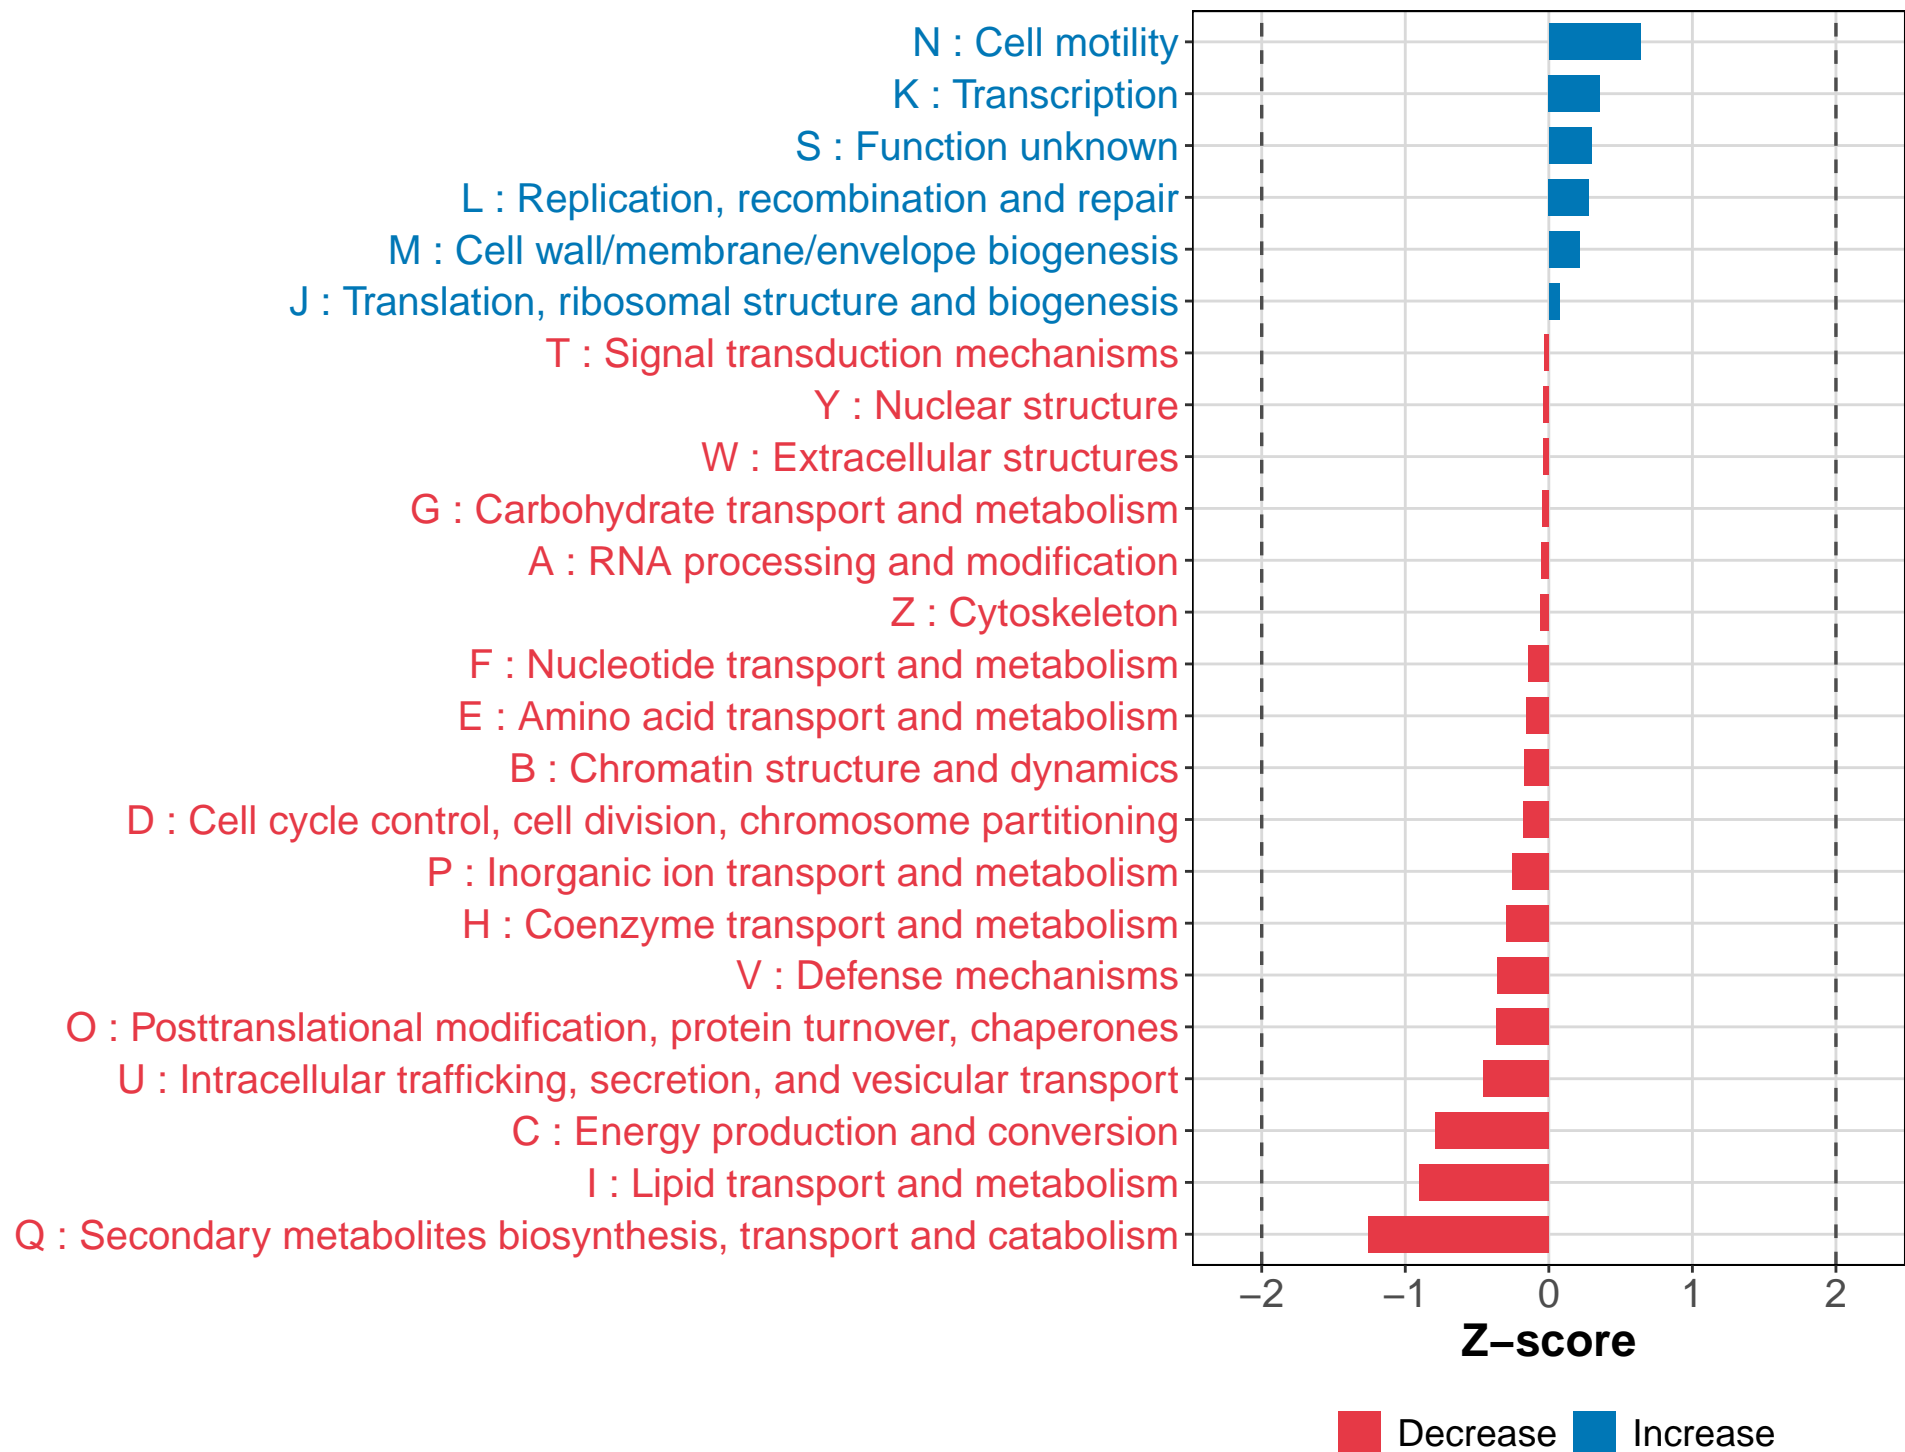 N : Cell motility
K : Transcription
S : Function unknown
L : Replication, recombination and repair
M : Cell wall/membrane/envelope biogenesis
J : Translation, ribosomal structure and biogenesis
T : Signal transduction mechanisms
Y : Nuclear structure
W : Extracellular structures
G : Carbohydrate transport and metabolism
A : RNA processing and modification
Z : Cytoskeleton
F : Nucleotide transport and metabolism
E : Amino acid transport and metabolism
B : Chromatin structure and dynamics
D : Cell cycle control, cell division, chromosome partitioning
P : Inorganic ion transport and metabolism
H : Coenzyme transport and metabolism
V : Defense mechanisms
O : Posttranslational modification, protein turnover, chaperones
U : Intracellular trafficking, secretion, and vesicular transport
C : Energy production and conversion
I : Lipid transport and metabolism
Q : Secondary metabolites biosynthesis, transport and catabolism
−2 −1 0 1 2
Z−score
Decrease Increase